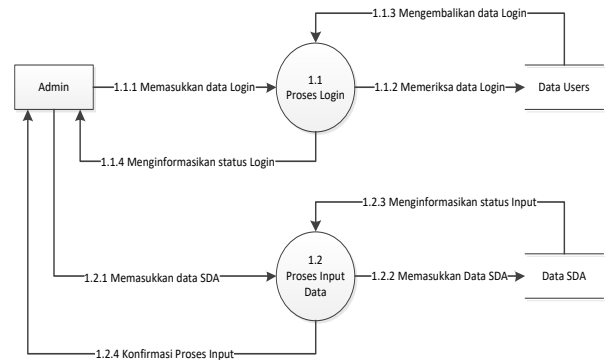 1.1.3 Mengembalikan data Login
Admin
1.1.1 Memasukkan data Login
1.1
Proses Login
1.1.2 Memeriksa data Login
Data Users
1.1.4 Menginformasikan status Login
1.2.3 Menginformasikan status Input
1.2.1 Memasukkan data SDA
1.2
Proses Input
Data
1.2.2 Memasukkan Data SDA
Data SDA
1.2.4 Konfirmasi Proses Input